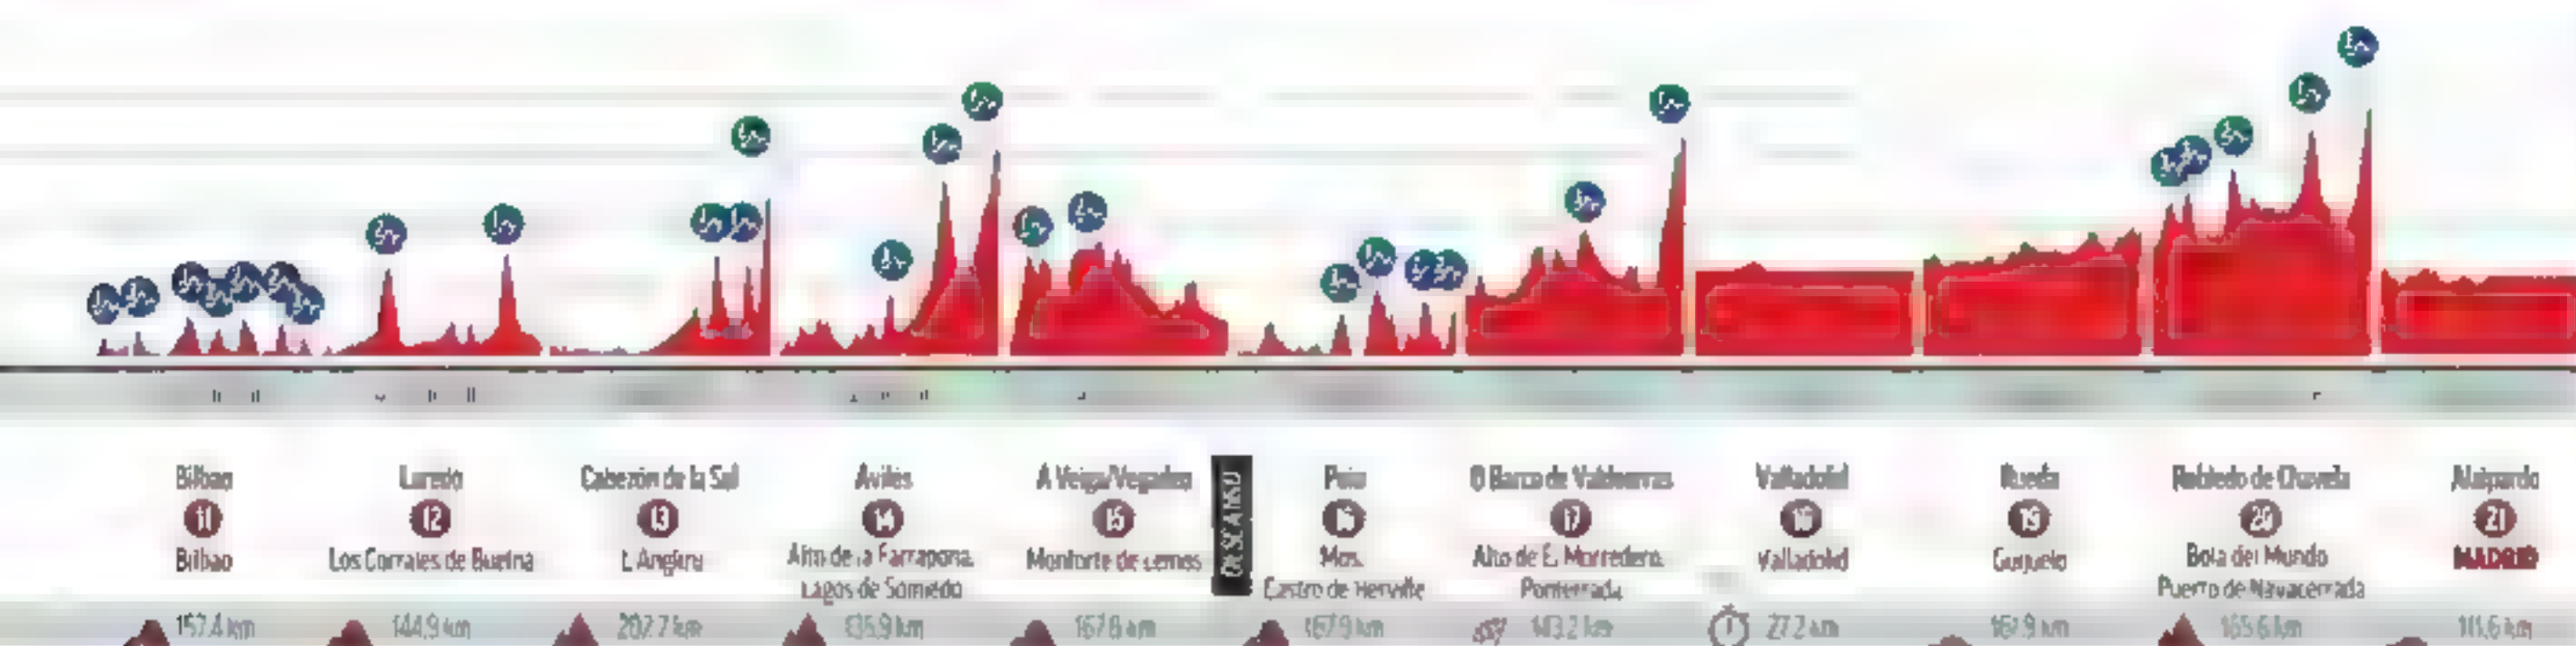 Bilbao
11
Bilbao
157.4 km
Laredo
12
Los Corrales de Buelna
144,9 km
Cabezón de la Sal
13
L'Angliru
202.7 km
Avilés
14
Alto de la Farrapona.
Lagos de Somiedo
135.9 km
A Veiga/Vegadeo
15
Monforte de Lemos
167.8 km
DESCANSO
Poio
16
Mos.
Castro de Herville
167.9 km
O Barco de Valdeorras
17
Alto de El Morredero.
Ponferrada
143.2 km
Valladolid
18
Valladolid
27.2 km
Rueda
19
Guijuelo
161.9 km
Robledo de Chavela
20
Bola del Mundo
Puerto de Navacerrada
165.6 km
Alalpardo
21
MADRID
111.6 km